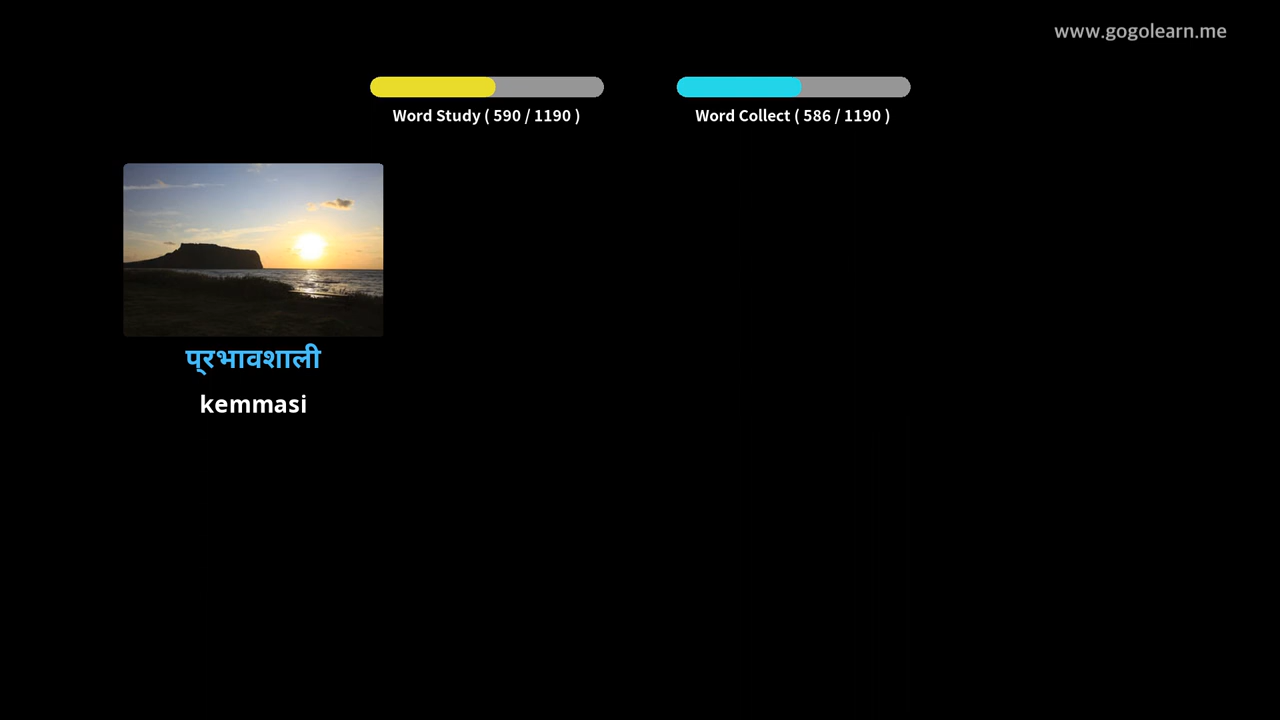 www.gogolearn.me
Word Study ( 590 / 1190 )
Word Collect ( 586 / 1190 )
प्रभावशाली
kemmasi